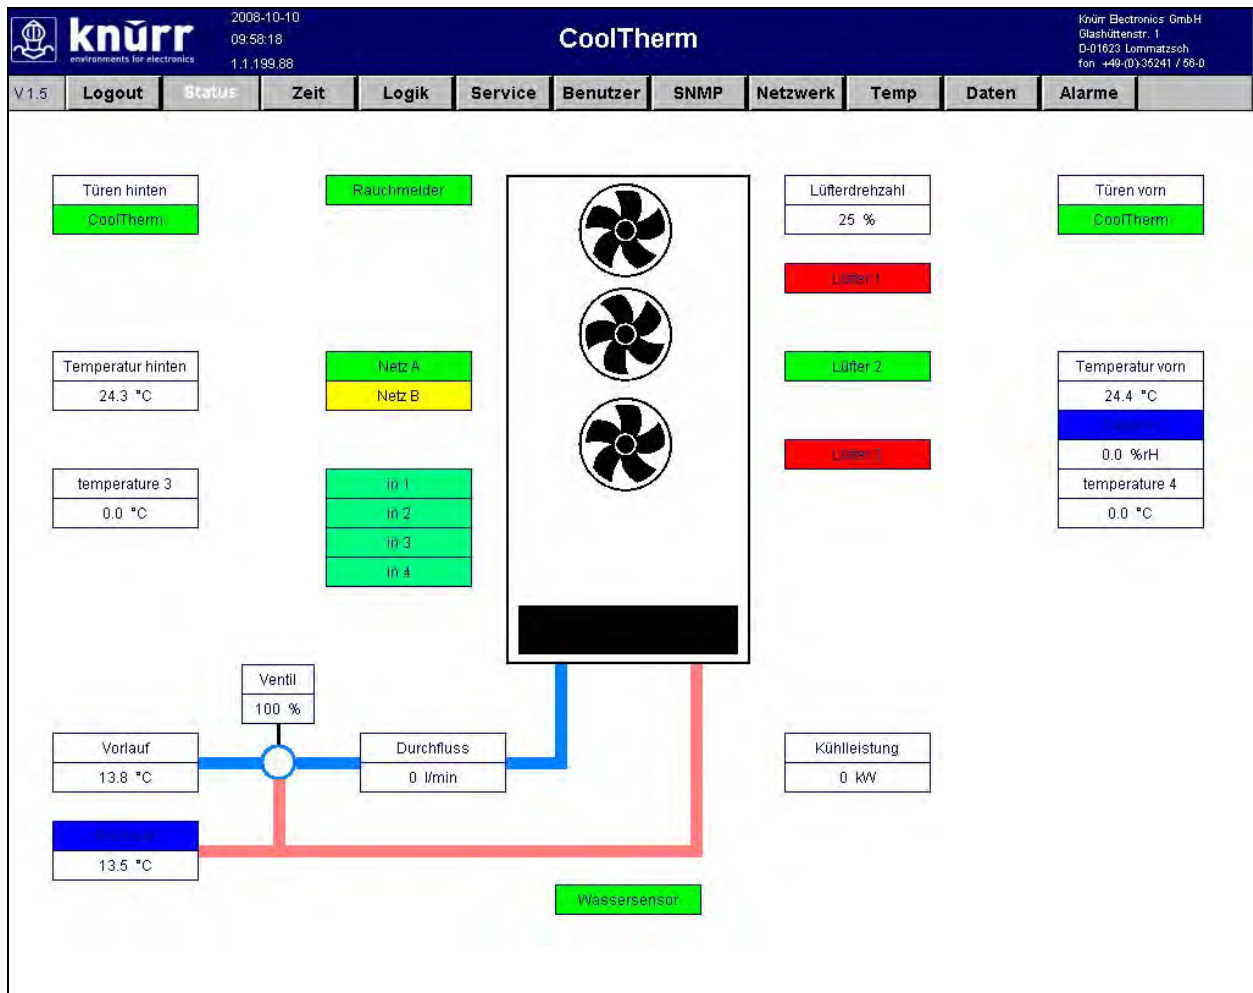 knürr
environments for electronics
2008-10-10
09:58:18
1.1.199.88
CoolTherm
Knürr Electronics GmbH
Glashüttenstr. 1
D-01623 Lommatzsch
fon +49-(0)-35241 / 56-0
V 1.5
Logout
Status
Zeit
Logik
Service
Benutzer
SNMP
Netzwerk
Temp
Daten
Alarme
Türen hinten
CoolTherm
Rauchmelder
Lüfterdrehzahl
25 %
Türen vorn
CoolTherm
Lüfter 1
Temperatur hinten
24.3 °C
Netz A
Netz B
Lüfter 2
Temperatur vorn
24.4 °C
0.0 %rH
temperature 4
0.0 °C
Lüfter 3
temperature 3
0.0 °C
in 1
in 2
in 3
in 4
Ventil
100 %
Vorlauf
13.8 °C
Durchfluss
0 l/min
Kühlleistung
0 kW
13.5 °C
Wassersensor